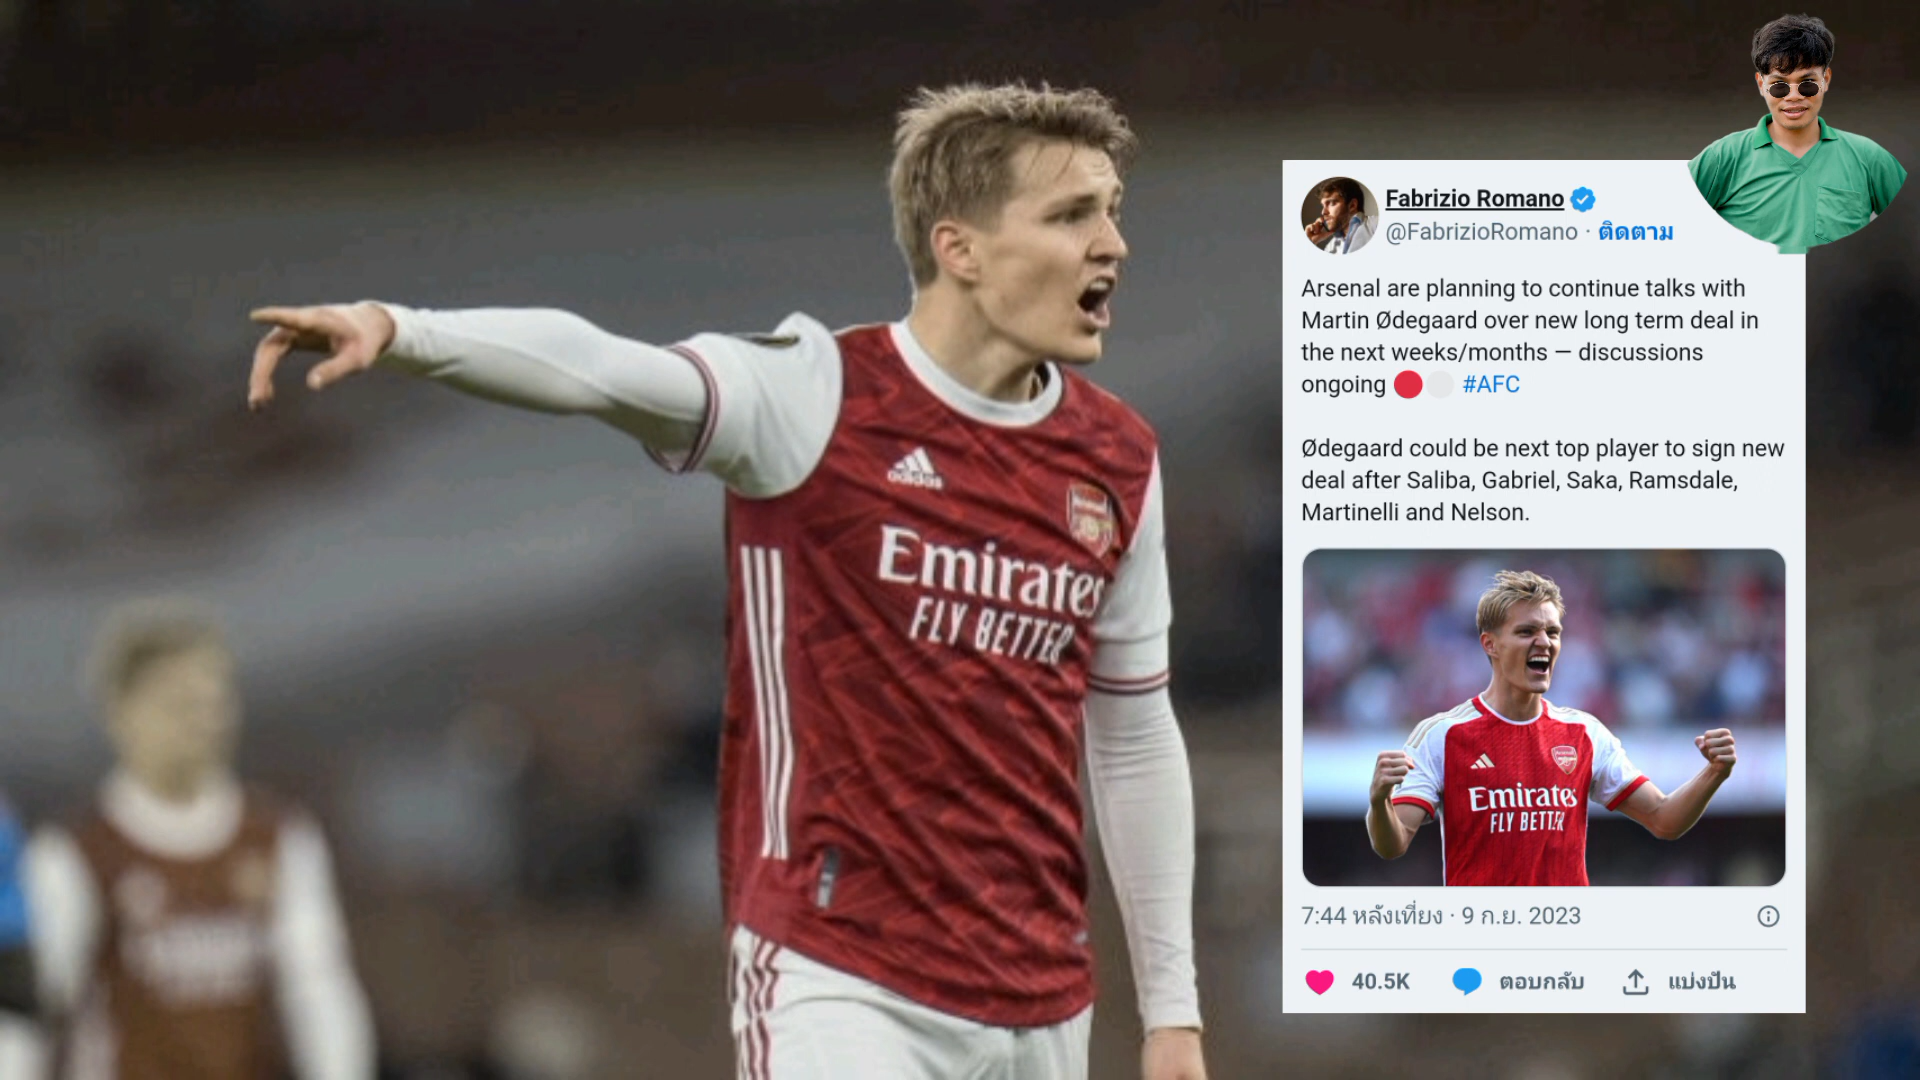 adidas
Emirates
FLY BETTER
Fabrizio Romano
@FabrizioRomano · ติดตาม
Arsenal are planning to continue talks with
Martin Ødegaard over new long term deal in
the next weeks/months — discussions
ongoing 🔴⚪️ #AFC
Ødegaard could be next top player to sign new
deal after Saliba, Gabriel, Saka, Ramsdale,
Martinelli and Nelson.
Arsenal
Emirates
FLY BETTER
7:44 หลังเที่ยง · 9 ก.ย. 2023
40.5K ตอบกลับ แบ่งปัน